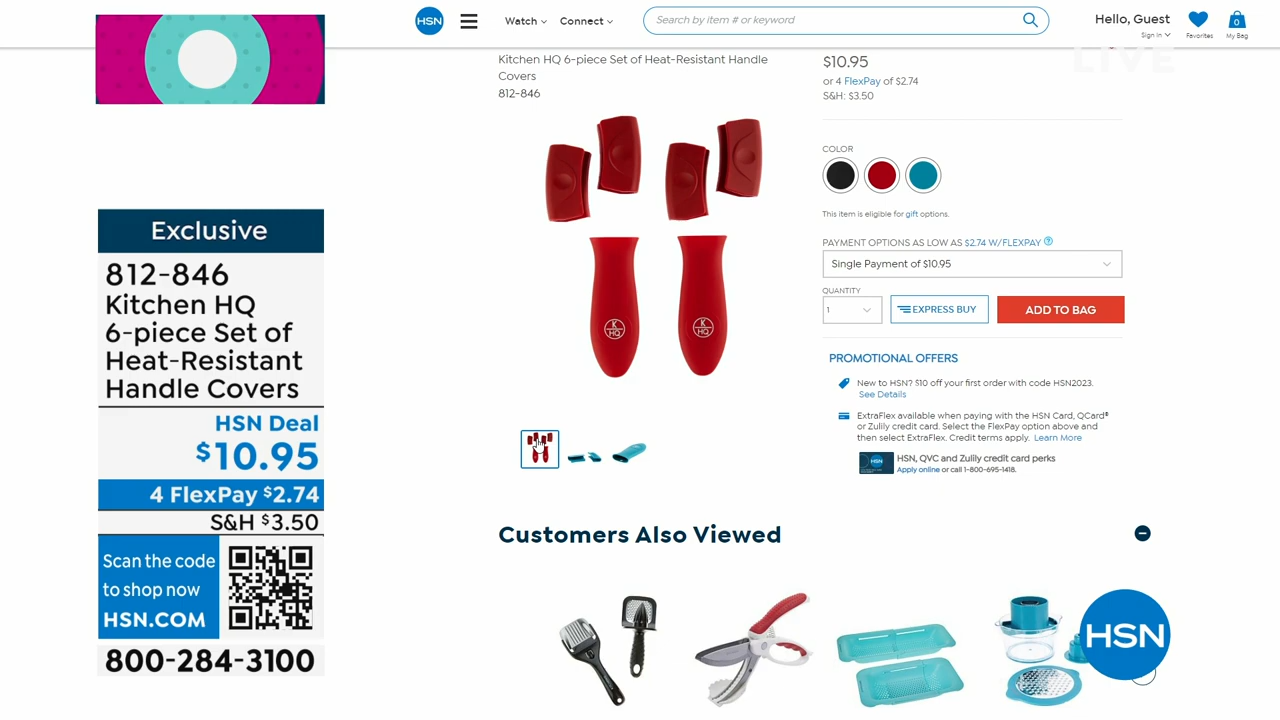 HSN
Watch
Connect
Search by item # or keyword
Hello, Guest
Sign in
Favorites
0
My Bag
LIVE
Exclusive
812-846
Kitchen HQ
6-piece Set of
Heat-Resistant
Handle Covers
HSN Deal
$10.95
4 FlexPay $2.74
S&H $3.50
Scan the code
to shop now
HSN.COM
800-284-3100
Kitchen HQ 6-piece Set of Heat-Resistant Handle
Covers
812-846
K
HQ
K
HQ
$10.95
or 4 FlexPay of $2.74
S&H: $3.50
COLOR
This item is eligible for gift options.
PAYMENT OPTIONS AS LOW AS $2.74 W/FLEXPAY ?
Single Payment of $10.95
QUANTITY
1
EXPRESS BUY
ADD TO BAG
PROMOTIONAL OFFERS
New to HSN? $10 off your first order with code HSN2023.
See Details
ExtraFlex available when paying with the HSN Card, QCard®
or Zulily credit card. Select the FlexPay option above and
then select ExtraFlex. Credit terms apply. Learn More
HSN
HSN, QVC and Zulily credit card perks
Apply online or call 1-800-695-1418.
Customers Also Viewed
HSN